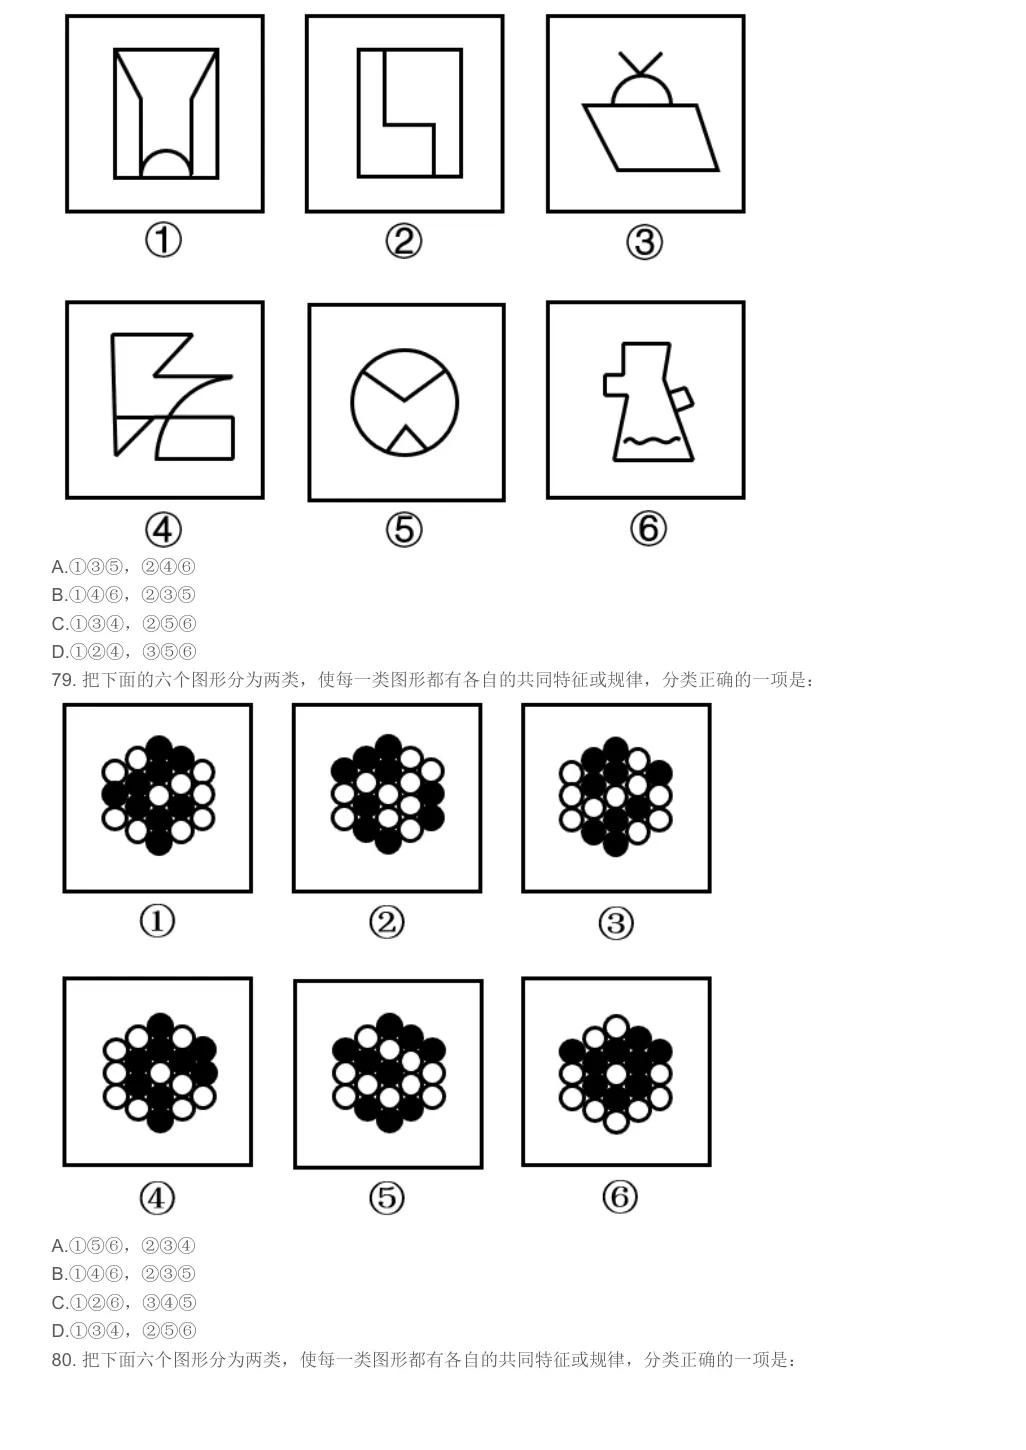 ① ② ③
④ ⑤ ⑥
A.①③⑤，②④⑥
B.①④⑥，②③⑤
C.①③④，②⑤⑥
D.①②④，③⑤⑥
79. 把下面的六个图形分为两类，使每一类图形都有各自的共同特征或规律，分类正确的一项是：
① ② ③
④ ⑤ ⑥
A.①⑤⑥，②③④
B.①④⑥，②③⑤
C.①②⑥，③④⑤
D.①③④，②⑤⑥
80. 把下面六个图形分为两类，使每一类图形都有各自的共同特征或规律，分类正确的一项是：